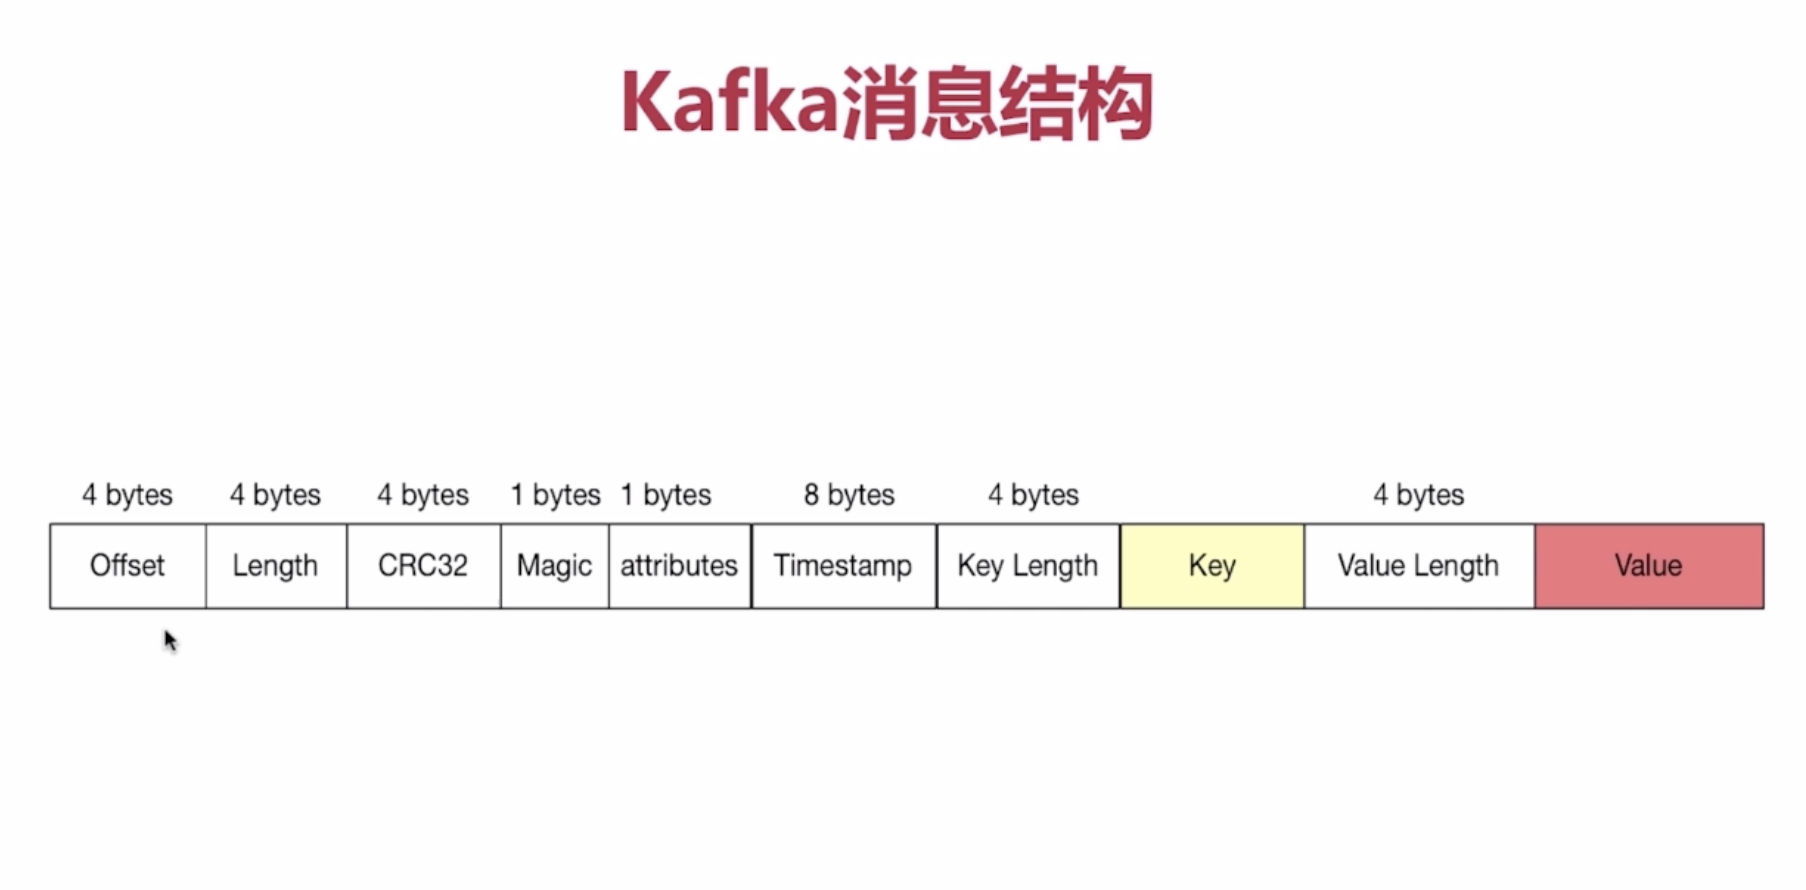 Kafka消息结构
4 bytes 4 bytes 4 bytes 1 bytes 1 bytes 8 bytes 4 bytes 4 bytes
Offset Length CRC32 Magic attributes Timestamp Key Length Key Value Length Value